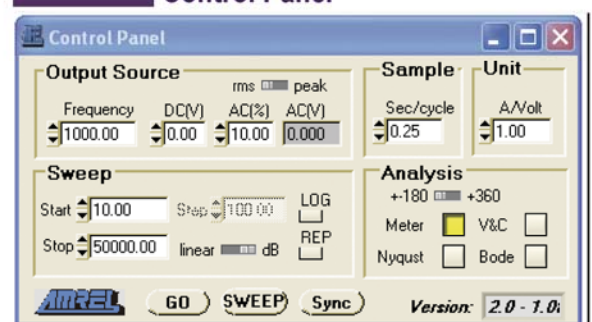 Control Panel
Control Panel
Output Source
rms peak
Frequency DC(V) AC(%) AC(V)
1000.00 0.00 10.00 0.000
Sample
Sec/cycle
0.25
Unit
A/Volt
1.00
Sweep
Start 10.00 Step 100.00 LOG
Stop 50000.00 linear dB REP
Analysis
+-180 +360
Meter V&C
Nyqust Bode
AMREL GO SWEEP Sync Version: 2.0 - 1.0